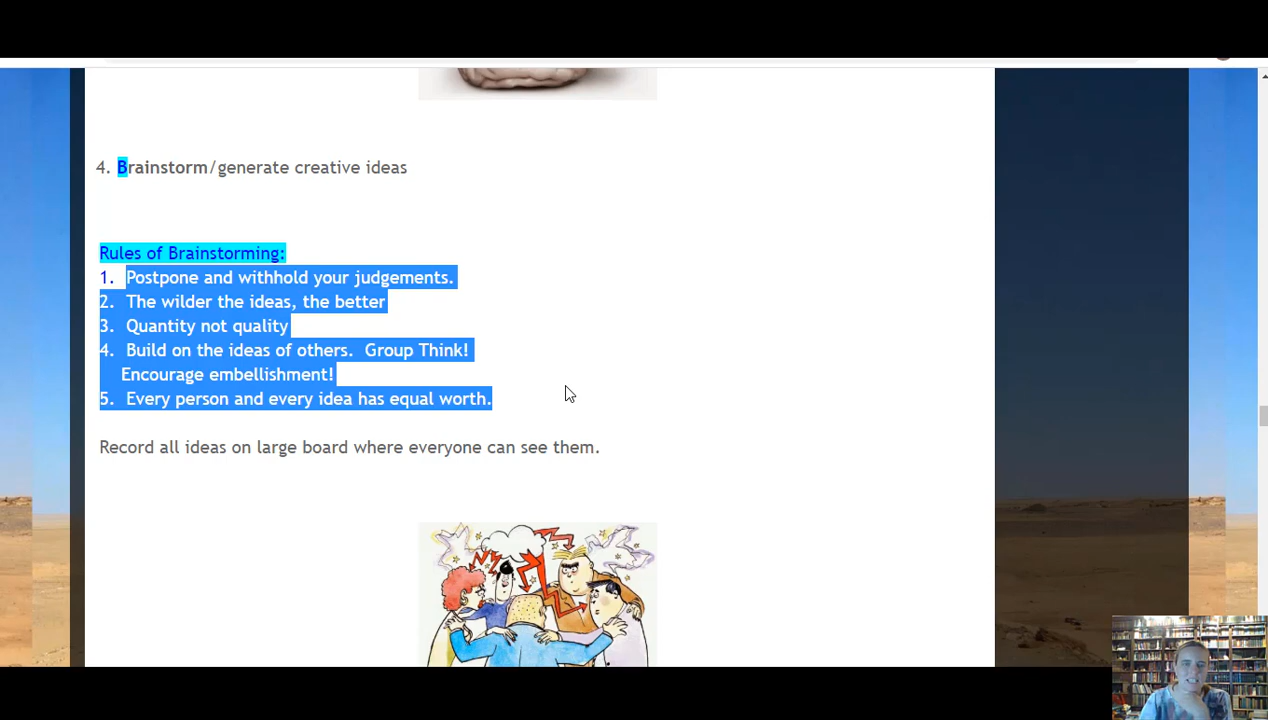 4. Brainstorm/generate creative ideas
Rules of Brainstorming:
1. Postpone and withhold your judgements.
2. The wilder the ideas, the better
3. Quantity not quality
4. Build on the ideas of others. Group Think!
Encourage embellishment!
5. Every person and every idea has equal worth.
Record all ideas on large board where everyone can see them.